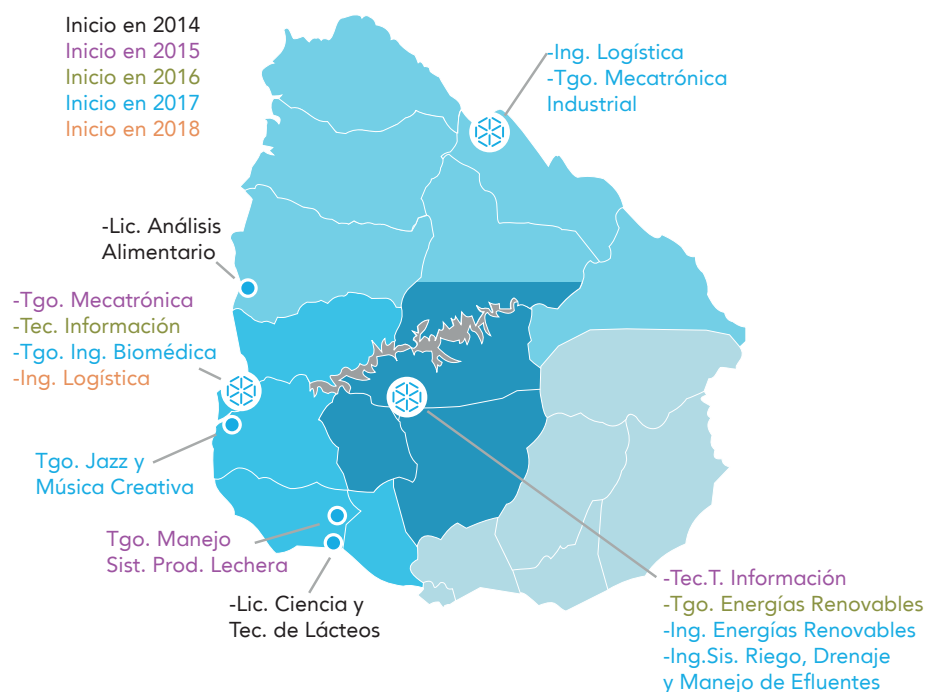 Inicio en 2014
Inicio en 2015
Inicio en 2016
Inicio en 2017
Inicio en 2018
-Ing. Logística
-Tgo. Mecatrónica
Industrial
-Lic. Análisis
Alimentario
-Tgo. Mecatrónica
-Tec. Información
-Tgo. Ing. Biomédica
-Ing. Logística
Tgo. Jazz y
Música Creativa
Tgo. Manejo
Sist. Prod. Lechera
-Lic. Ciencia y
Tec. de Lácteos
-Tec.T. Información
-Tgo. Energías Renovables
-Ing. Energías Renovables
-Ing.Sis. Riego, Drenaje
y Manejo de Efluentes